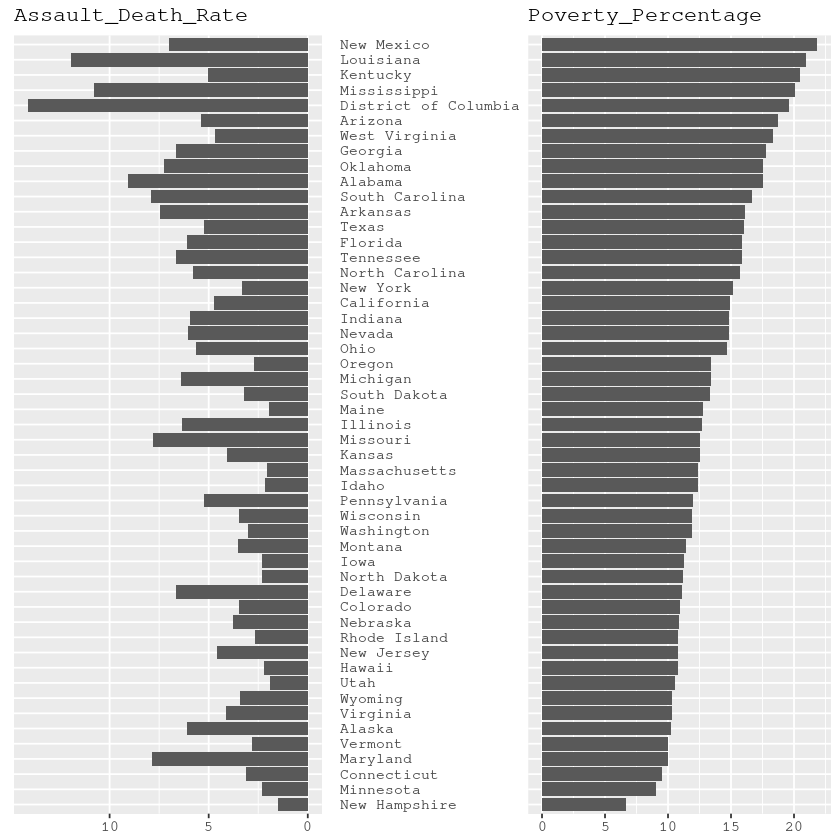 Assault_Death_Rate
Poverty_Percentage
New Mexico
Louisiana
Kentucky
Mississippi
District of Columbia
Arizona
West Virginia
Georgia
Oklahoma
Alabama
South Carolina
Arkansas
Texas
Florida
Tennessee
North Carolina
New York
California
Indiana
Nevada
Ohio
Oregon
Michigan
South Dakota
Maine
Illinois
Missouri
Kansas
Massachusetts
Idaho
Pennsylvania
Wisconsin
Washington
Montana
Iowa
North Dakota
Delaware
Colorado
Nebraska
Rhode Island
New Jersey
Hawaii
Utah
Wyoming
Virginia
Alaska
Vermont
Maryland
Connecticut
Minnesota
New Hampshire
10 5 0
0 5 10 15 20